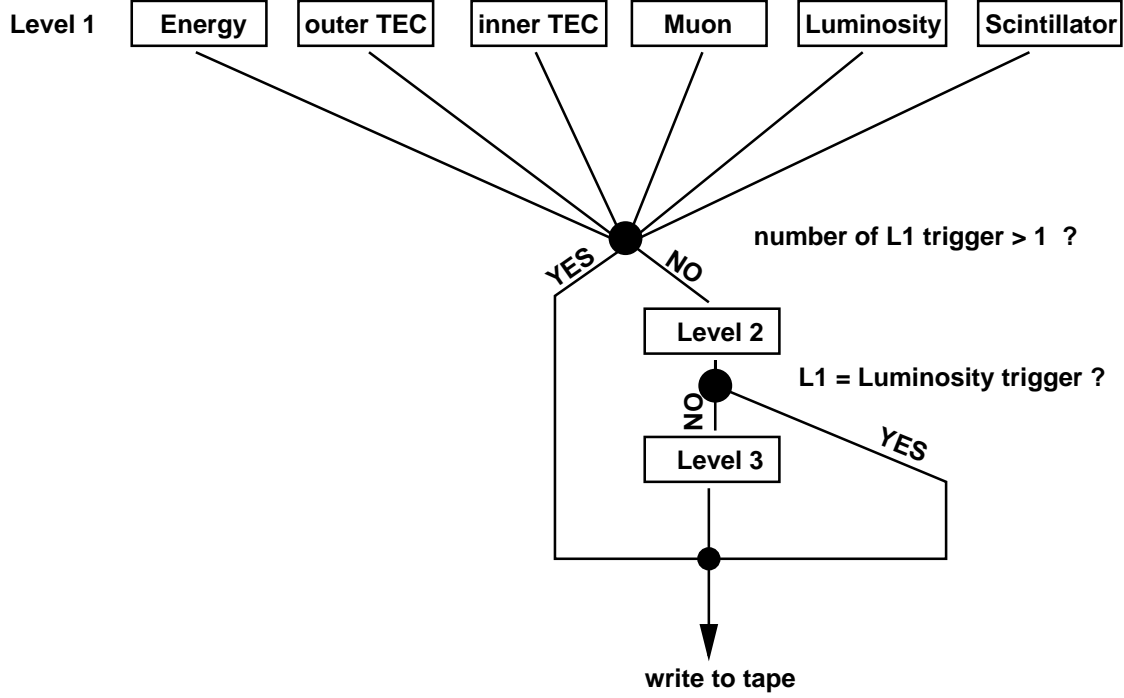 Level 1 Energy outer TEC inner TEC Muon Luminosity Scintillator
number of L1 trigger > 1 ?
YES NO
Level 2
L1 = Luminosity trigger ?
NO YES
Level 3
write to tape